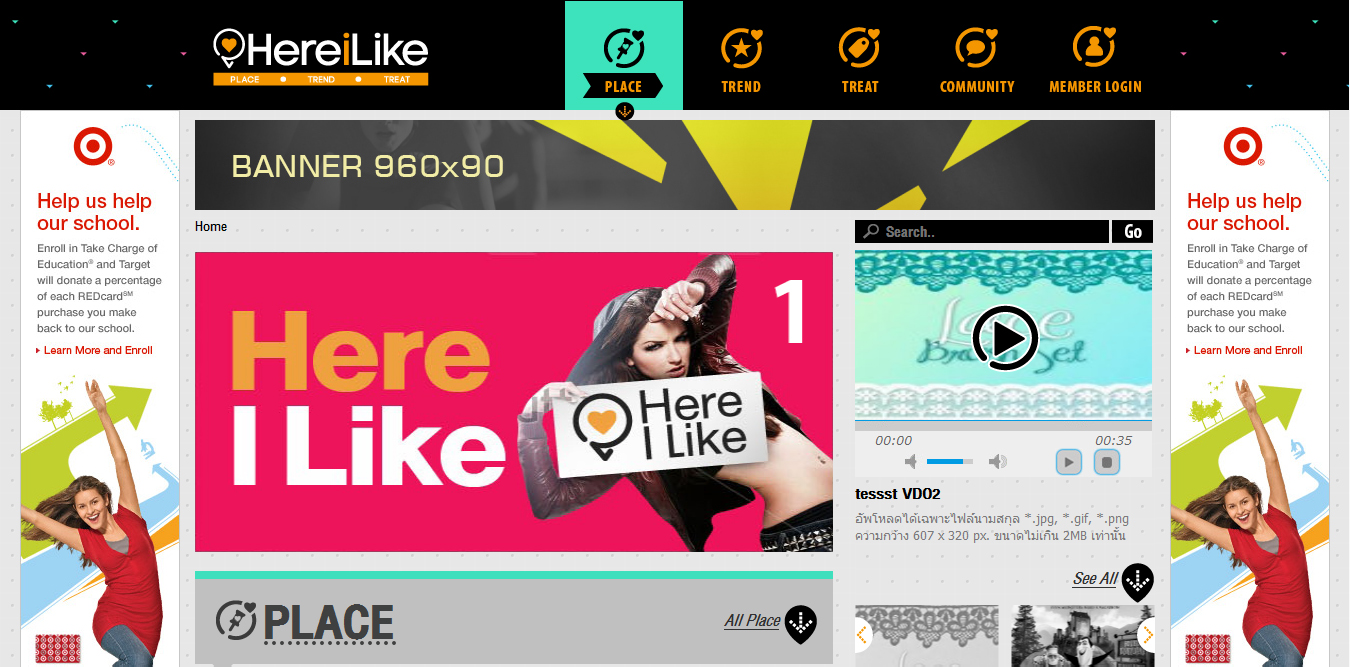 HereiLike
PLACE TREND TREAT
PLACE
TREND
TREAT
COMMUNITY
MEMBER LOGIN
Help us help
our school.
Enroll in Take Charge of
Education® and Target
will donate a percentage
of each REDcard℠
purchase you make
back to our school.
Learn More and Enroll
BANNER 960x90
Home
Here
I Like
Here
I Like
1
PLACE
All Place
Search..
Go
Lace
Brush Set
00:00
00:35
tessst VDO2
อัพโหลดได้เฉพาะไฟล์นามสกุล *.jpg, *.gif, *.png
ความกว้าง 607 x 320 px. ขนาดไม่เกิน 2MB เท่านั้น
See All
Help us help
our school.
Enroll in Take Charge of
Education® and Target
will donate a percentage
of each REDcard℠
purchase you make
back to our school.
Learn More and Enroll